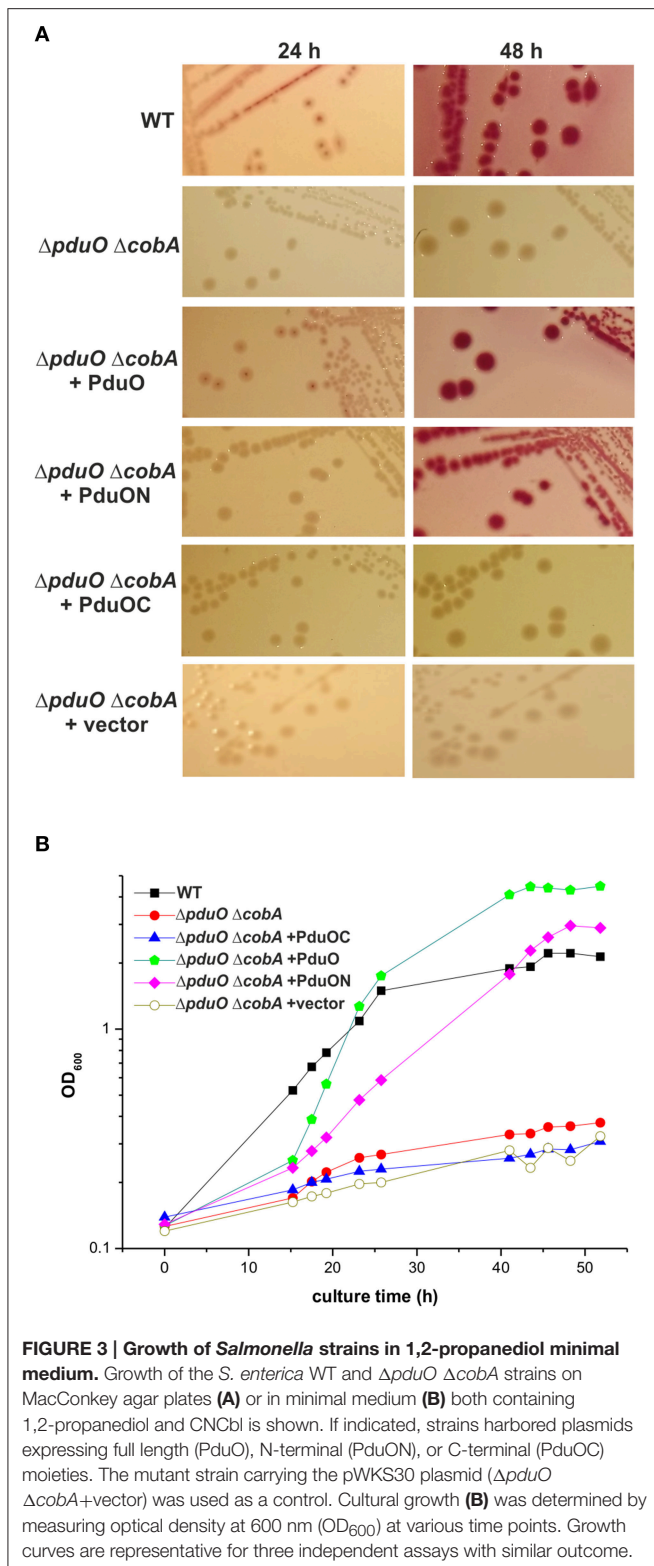 A
24 h 48 h
WT
ΔpduO ΔcobA
ΔpduO ΔcobA
+ PduO
ΔpduO ΔcobA
+ PduON
ΔpduO ΔcobA
+ PduOC
ΔpduO ΔcobA
+ vector
B
WT
ΔpduO ΔcobA
ΔpduO ΔcobA +PduOC
ΔpduO ΔcobA +PduO
ΔpduO ΔcobA +PduON
ΔpduO ΔcobA +vector
OD600
1
0.1
0 10 20 30 40 50
culture time (h)
FIGURE 3 | Growth of Salmonella strains in 1,2-propanediol minimal
medium. Growth of the S. enterica WT and ΔpduO ΔcobA strains on
MacConkey agar plates (A) or in minimal medium (B) both containing
1,2-propanediol and CNCbl is shown. If indicated, strains harbored plasmids
expressing full length (PduO), N-terminal (PduON), or C-terminal (PduOC)
moieties. The mutant strain carrying the pWKS30 plasmid (ΔpduO
ΔcobA+vector) was used as a control. Cultural growth (B) was determined by
measuring optical density at 600 nm (OD600) at various time points. Growth
curves are representative for three independent assays with similar outcome.